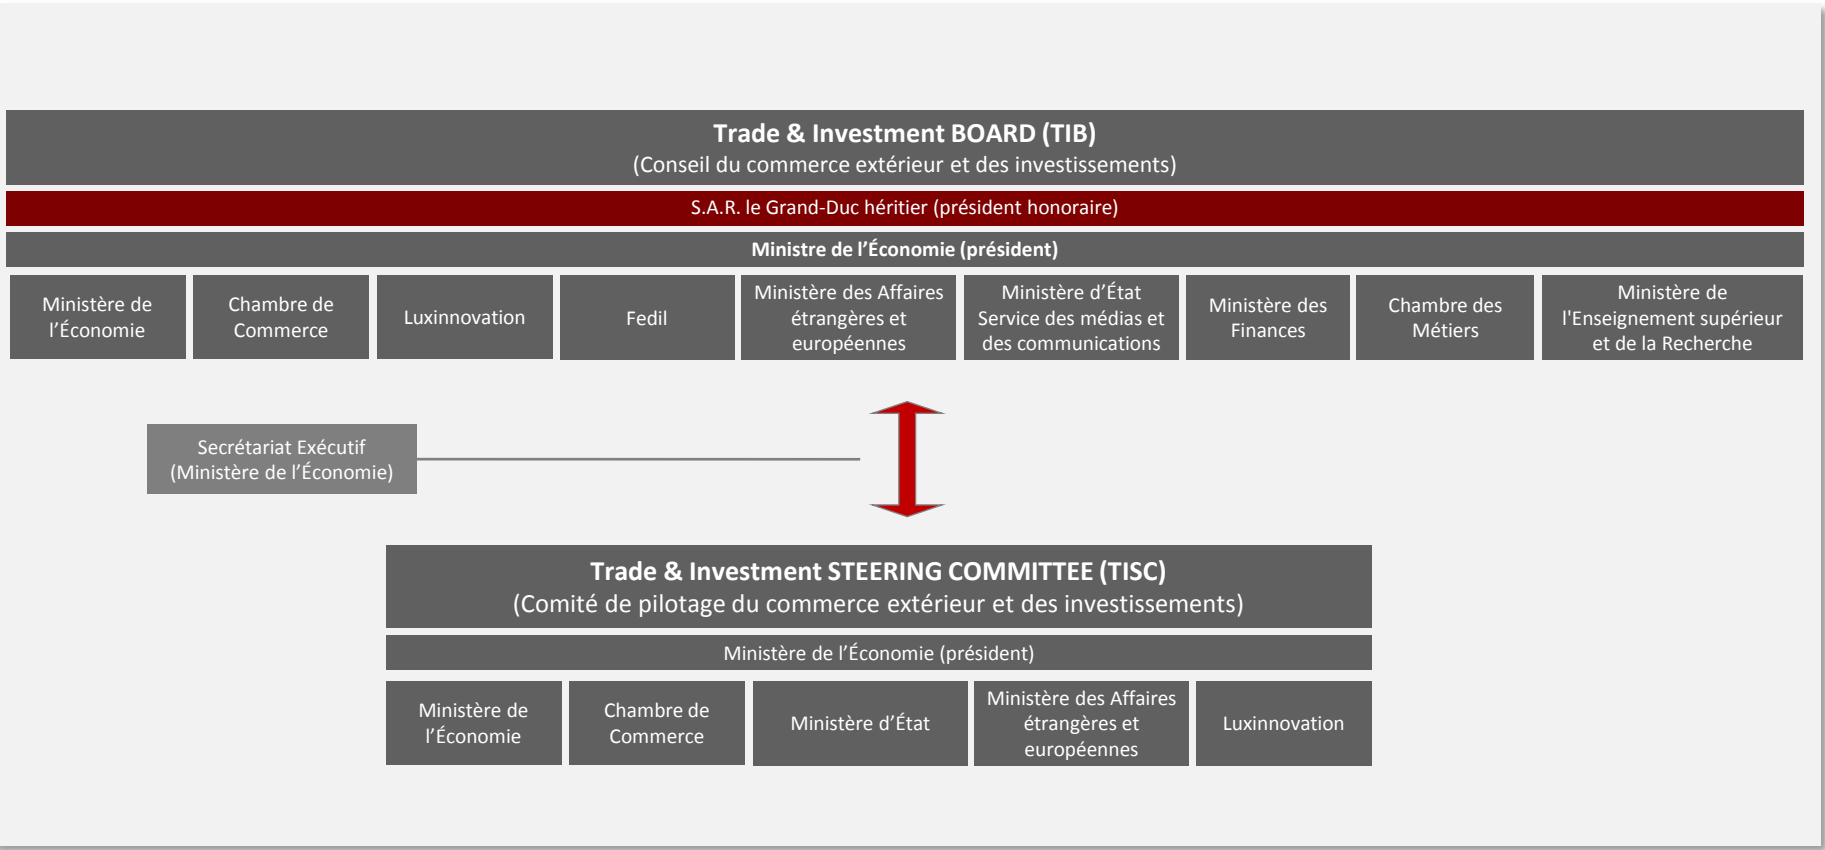 Trade & Investment BOARD (TIB)
(Conseil du commerce extérieur et des investissements)
S.A.R. le Grand-Duc héritier (président honoraire)
Ministre de l’Économie (président)
Ministère de
l’Économie
Chambre de
Commerce
Luxinnovation
Fedil
Ministère des Affaires
étrangères et
européennes
Ministère d’État
Service des médias et
des communications
Ministère des
Finances
Chambre des
Métiers
Ministère de
l'Enseignement supérieur
et de la Recherche
Secrétariat Exécutif
(Ministère de l’Économie)
Trade & Investment STEERING COMMITTEE (TISC)
(Comité de pilotage du commerce extérieur et des investissements)
Ministère de l’Économie (président)
Ministère de
l’Économie
Chambre de
Commerce
Ministère d’État
Ministère des Affaires
étrangères et
européennes
Luxinnovation